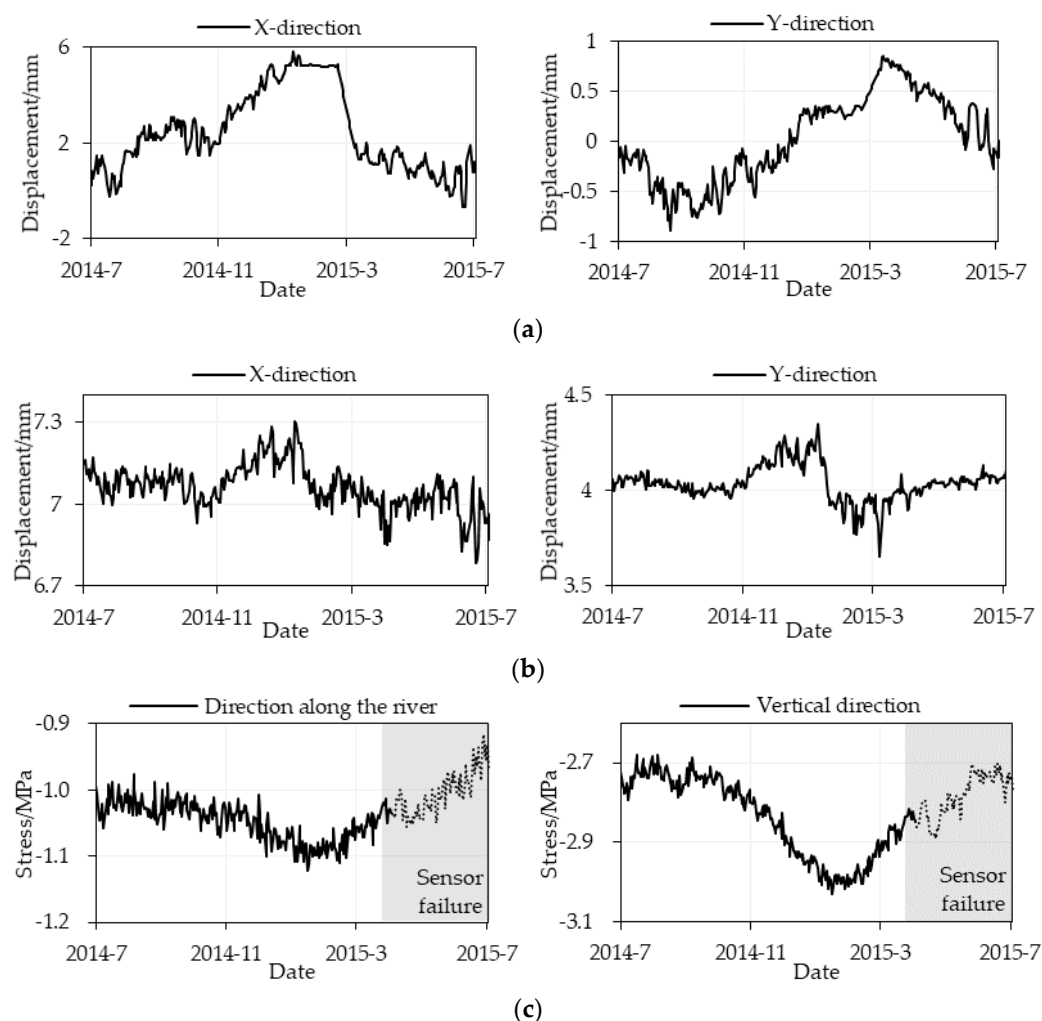 X-direction
Displacement/mm
6
2
-2
2014-7 2014-11 2015-3 2015-7
Date
Y-direction
Displacement/mm
1
0.5
0
-0.5
-1
2014-7 2014-11 2015-3 2015-7
Date
(a)
X-direction
Displacement/mm
7.3
7
6.7
2014-7 2014-11 2015-3 2015-7
Date
Y-direction
Displacement/mm
4.5
4
3.5
2014-7 2014-11 2015-3 2015-7
Date
(b)
Direction along the river
Stress/MPa
-0.9
-1.0
-1.1
-1.2
Sensor
failure
2014-7 2014-11 2015-3 2015-7
Date
Vertical direction
Stress/MPa
-2.7
-2.9
-3.1
Sensor
failure
2014-7 2014-11 2015-3 2015-7
Date
(c)